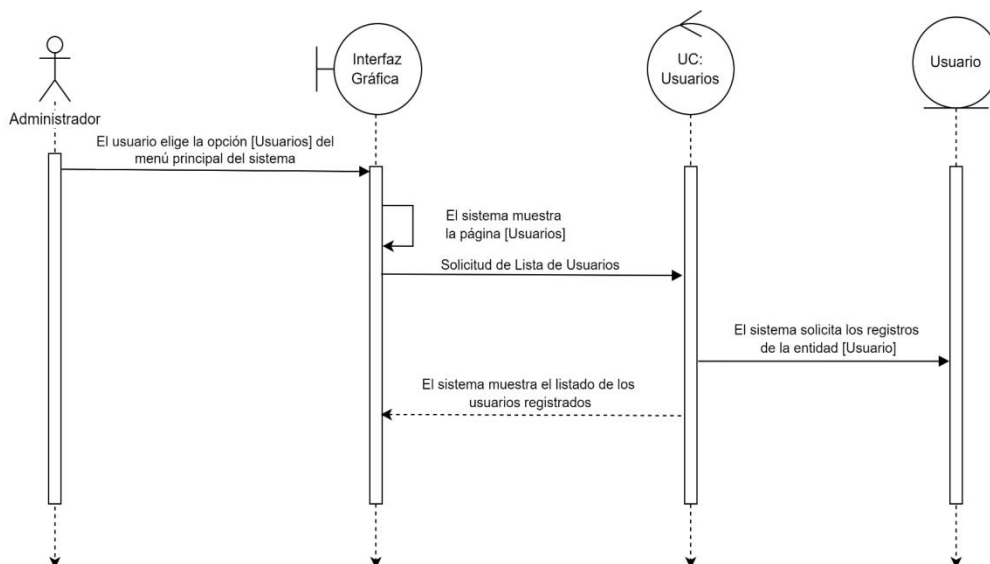 Administrador
Interfaz
Gráfica
UC:
Usuarios
Usuario
El usuario elige la opción [Usuarios] del
menú principal del sistema
El sistema muestra
la página [Usuarios]
Solicitud de Lista de Usuarios
El sistema solicita los registros
de la entidad [Usuario]
El sistema muestra el listado de los
usuarios registrados